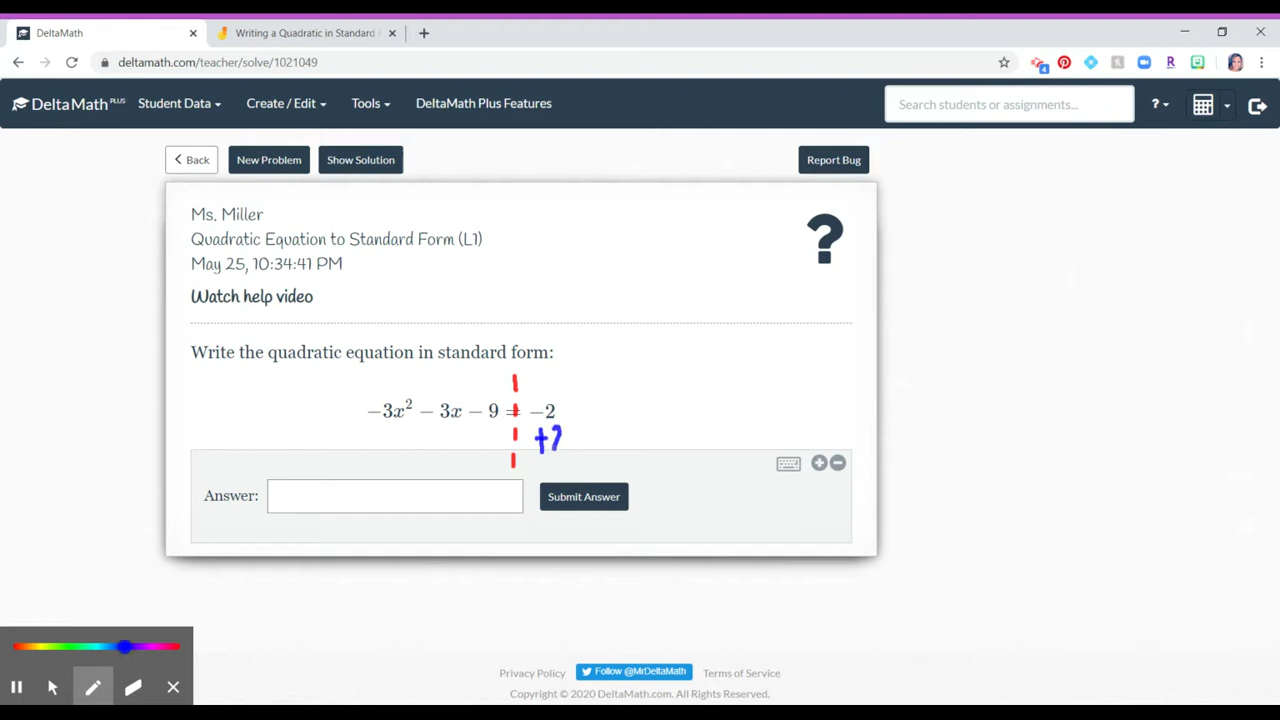 DeltaMath
Writing a Quadratic in Standard
deltamath.com/teacher/solve/1021049
4
DeltaMath PLUS Student Data Create / Edit Tools DeltaMath Plus Features Search students or assignments... ?
Back New Problem Show Solution Report Bug
Ms. Miller
Quadratic Equation to Standard Form (L1)
May 25, 10:34:41 PM
?
Watch help video
Write the quadratic equation in standard form:
−3x² − 3x − 9 = −2
+2
Answer: Submit Answer
Privacy Policy Follow @MrDeltaMath Terms of Service
Copyright © 2020 DeltaMath.com. All Rights Reserved.